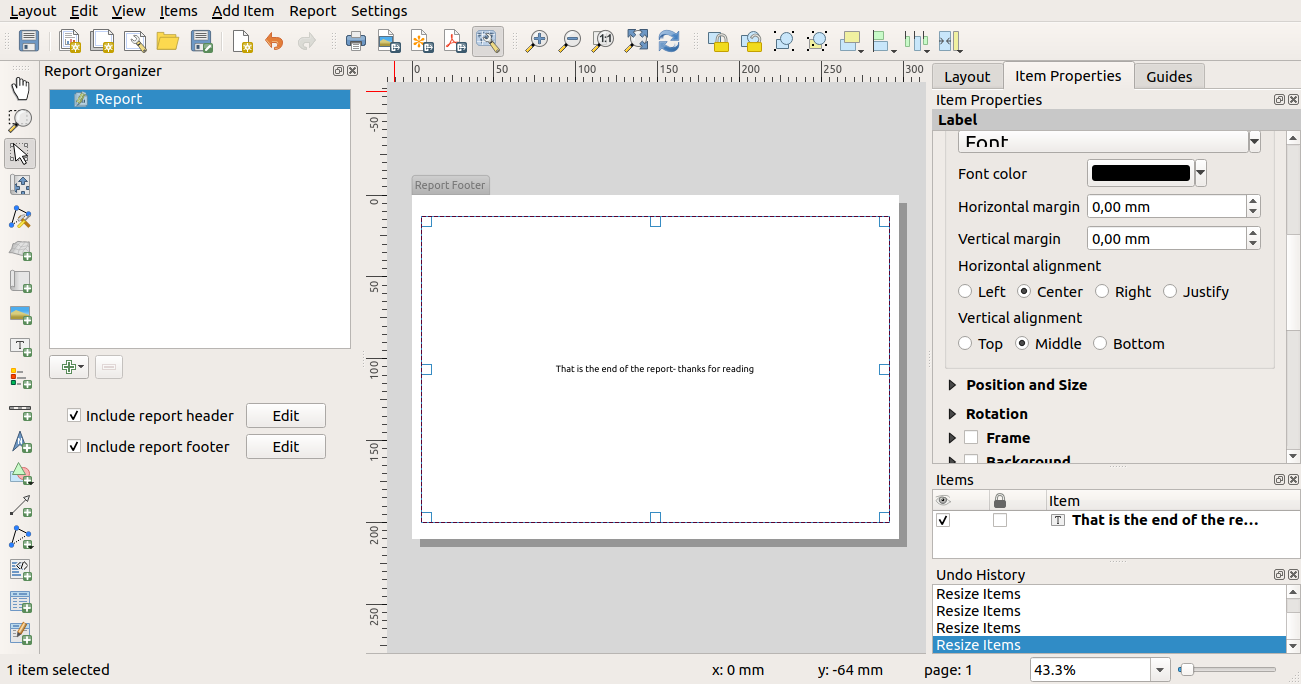 Layout Edit View Items Add Item Report Settings
Report Organizer
Report
Include report header Edit
Include report footer Edit
0 50 100 150 200 250 300
-50
0
50
100
150
200
250
Report Footer
That is the end of the report- thanks for reading
Layout Item Properties Guides
Item Properties
Label
Font
Font color
Horizontal margin 0,00 mm
Vertical margin 0,00 mm
Horizontal alignment
Left Center Right Justify
Vertical alignment
Top Middle Bottom
Position and Size
Rotation
Frame
Background
Items
Item
T That is the end of the re...
Undo History
Resize Items
Resize Items
Resize Items
Resize Items
1 item selected x: 0 mm y: -64 mm page: 1 43.3%